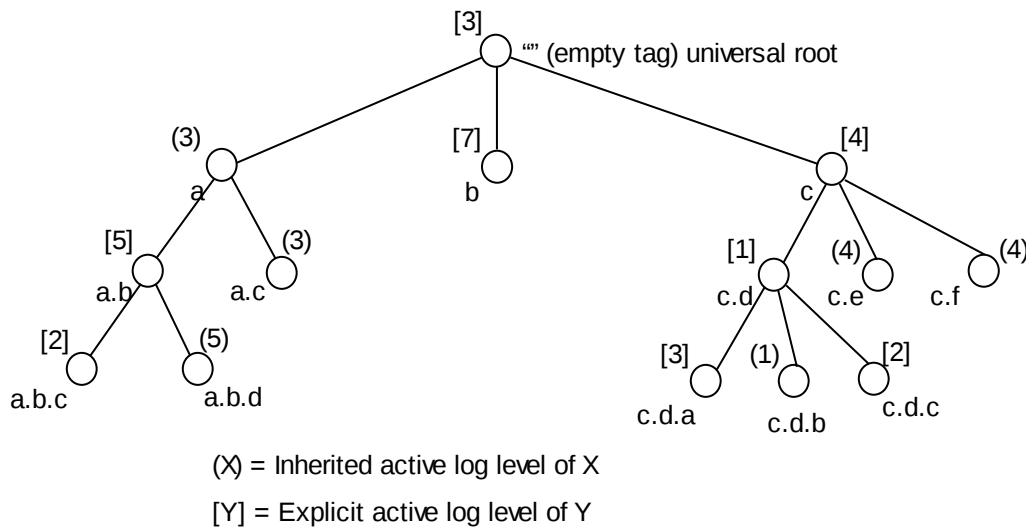 [3]
“” (empty tag) universal root
(3)
a
[7]
b
[4]
c
[5]
a.b
(3)
a.c
[1]
c.d
(4)
c.e
(4)
c.f
[2]
a.b.c
(5)
a.b.d
[3]
c.d.a
(1)
c.d.b
[2]
c.d.c
(X) = Inherited active log level of X
[Y] = Explicit active log level of Y